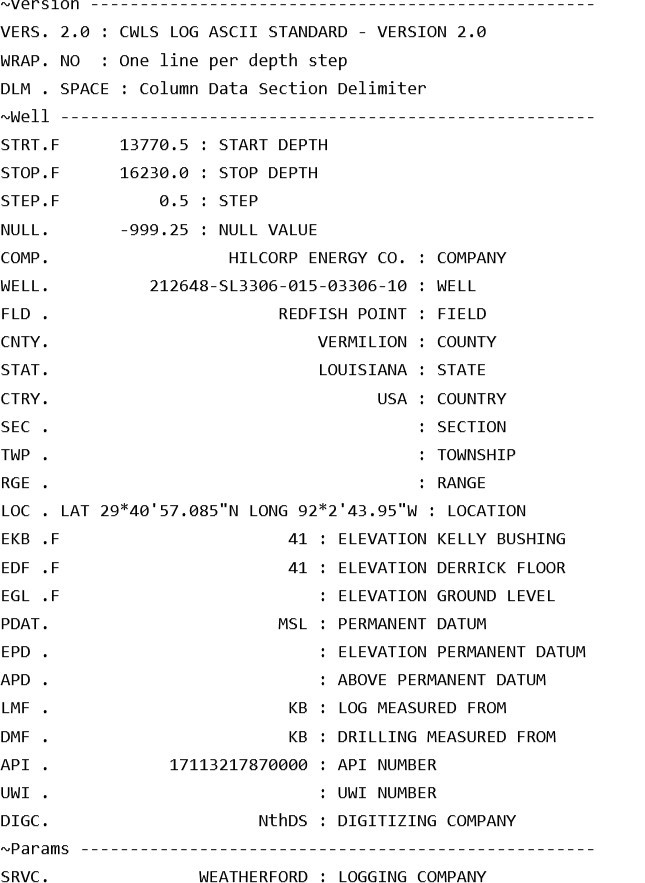 ~Version ---------------------------------------------------
VERS. 2.0 : CWLS LOG ASCII STANDARD - VERSION 2.0
WRAP. NO  : One line per depth step
DLM . SPACE : Column Data Section Delimiter
~Well ------------------------------------------------------
STRT.F      13770.5 : START DEPTH
STOP.F      16230.0 : STOP DEPTH
STEP.F          0.5 : STEP
NULL.       -999.25 : NULL VALUE
COMP.                  HILCORP ENERGY CO. : COMPANY
WELL.          212648-SL3306-015-03306-10 : WELL
FLD .                       REDFISH POINT : FIELD
CNTY.                           VERMILION : COUNTY
STAT.                           LOUISIANA : STATE
CTRY.                                 USA : COUNTRY
SEC .                                     : SECTION
TWP .                                     : TOWNSHIP
RGE .                                     : RANGE
LOC . LAT 29*40'57.085"N LONG 92*2'43.95"W : LOCATION
EKB .F                       41 : ELEVATION KELLY BUSHING
EDF .F                       41 : ELEVATION DERRICK FLOOR
EGL .F                          : ELEVATION GROUND LEVEL
PDAT.                       MSL : PERMANENT DATUM
EPD .                           : ELEVATION PERMANENT DATUM
APD .                           : ABOVE PERMANENT DATUM
LMF .                        KB : LOG MEASURED FROM
DMF .                        KB : DRILLING MEASURED FROM
API .            17113217870000 : API NUMBER
UWI .                           : UWI NUMBER
DIGC.                     NthDS : DIGITIZING COMPANY
~Params ----------------------------------------------------
SRVC.               WEATHERFORD : LOGGING COMPANY